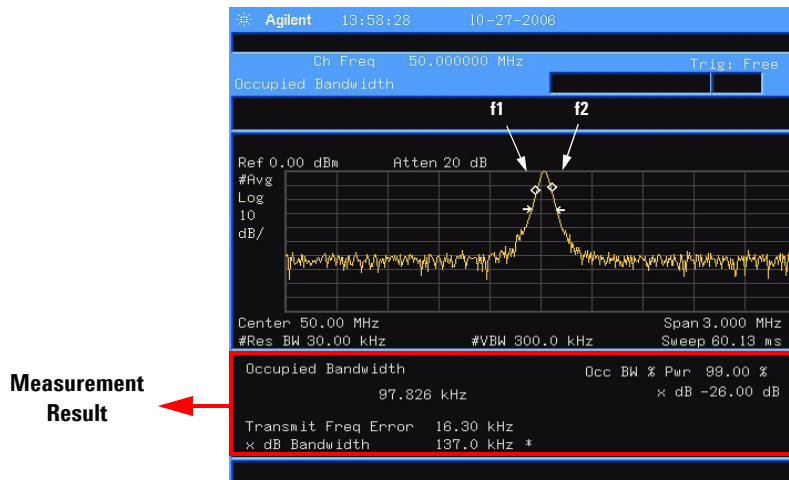 Agilent 13:58:28 10-27-2006
Ch Freq 50.000000 MHz Trig: Free
Occupied Bandwidth
f1 f2
Ref 0.00 dBm Atten 20 dB
#Avg
Log
10
dB/
Center 50.00 MHz Span 3.000 MHz
#Res BW 30.00 kHz #VBW 300.0 kHz Sweep 60.13 ms
Occupied Bandwidth Occ BW % Pwr 99.00 %
97.826 kHz x dB -26.00 dB
Measurement
Result
Transmit Freq Error 16.30 kHz
x dB Bandwidth 137.0 kHz *